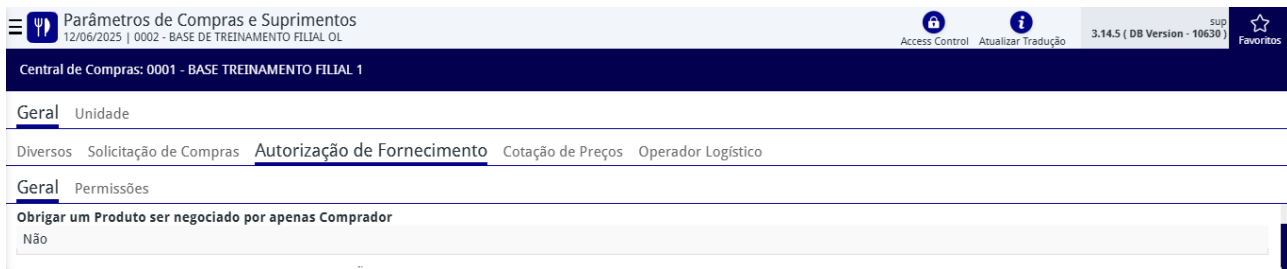 Parâmetros de Compras e Suprimentos
12/06/2025 | 0002 - BASE DE TREINAMENTO FILIAL OL
Access Control Atualizar Tradução
sup
3.14.5 ( DB Version - 10630 )
Favoritos
Central de Compras: 0001 - BASE TREINAMENTO FILIAL 1
Geral Unidade
Diversos Solicitação de Compras Autorização de Fornecimento Cotação de Preços Operador Logístico
Geral Permissões
Obrigar um Produto ser negociado por apenas Comprador
Não